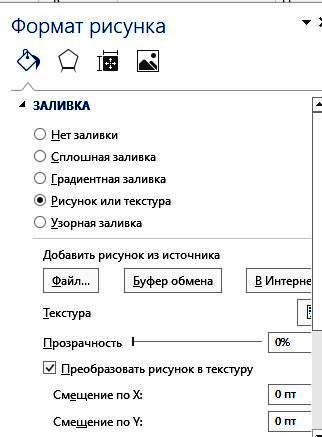 Формат рисунка
ЗАЛИВКА
Нет заливки
Сплошная заливка
Градиентная заливка
Рисунок или текстура
Узорная заливка
Добавить рисунок из источника
Файл... Буфер обмена В Интерне
Текстура
Прозрачность 0%
Преобразовать рисунок в текстуру
Смещение по X: 0 пт
Смещение по Y: 0 пт